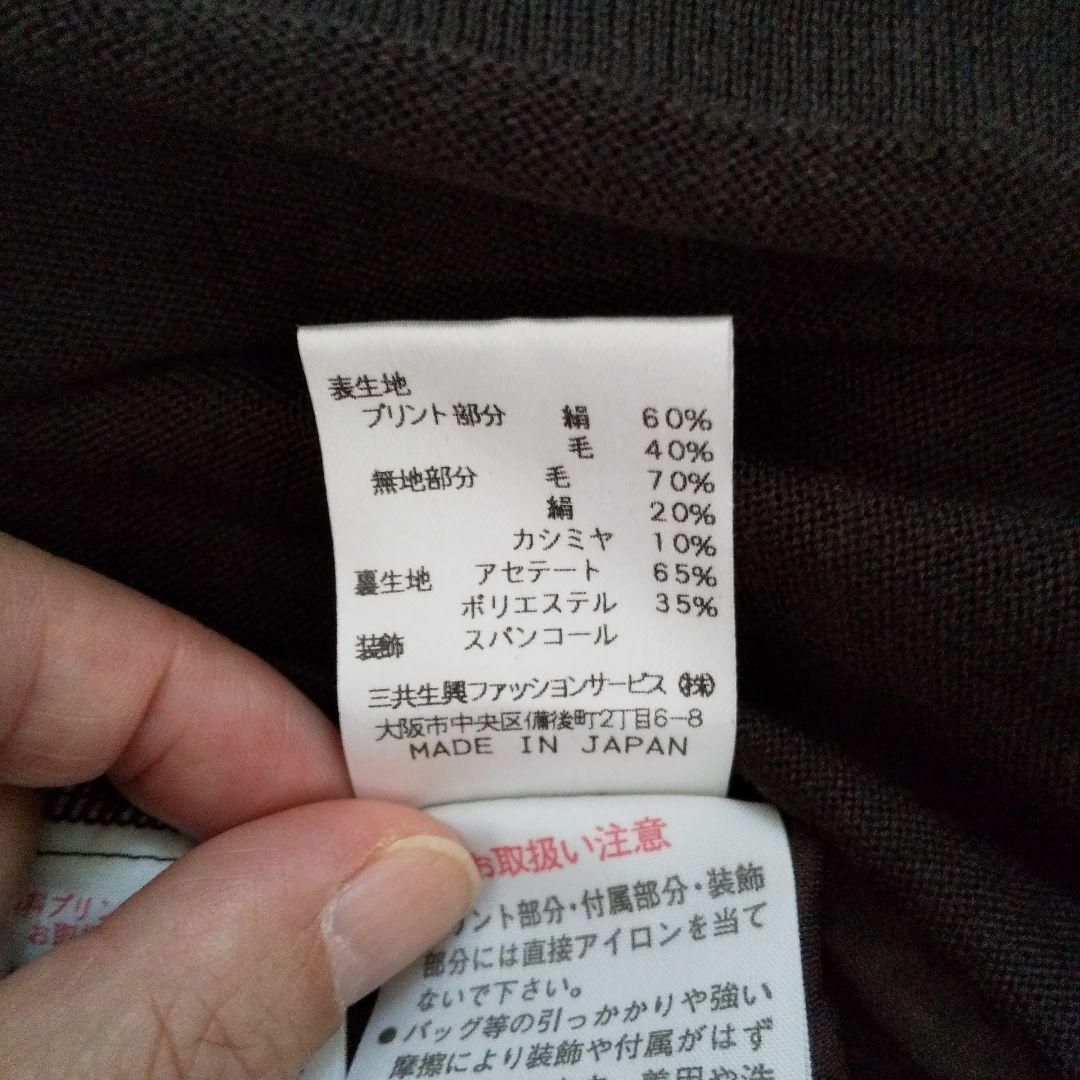 表生地
プリント部分 絹 60%
毛 40%
無地部分 毛 70%
絹 20%
カシミヤ 10%
裏生地 アセテート 65%
ポリエステル 35%
装飾 スパンコール
三共生興ファッションサービス㈱
大阪市中央区備後町2丁目6-8
MADE IN JAPAN
お取扱い注意
リント部分・付属部分・装飾
部分には直接アイロンを当て
ないで下さい。
●バッグ等の引っかかりや強い
摩擦により装飾や付属がはず
プリン
お